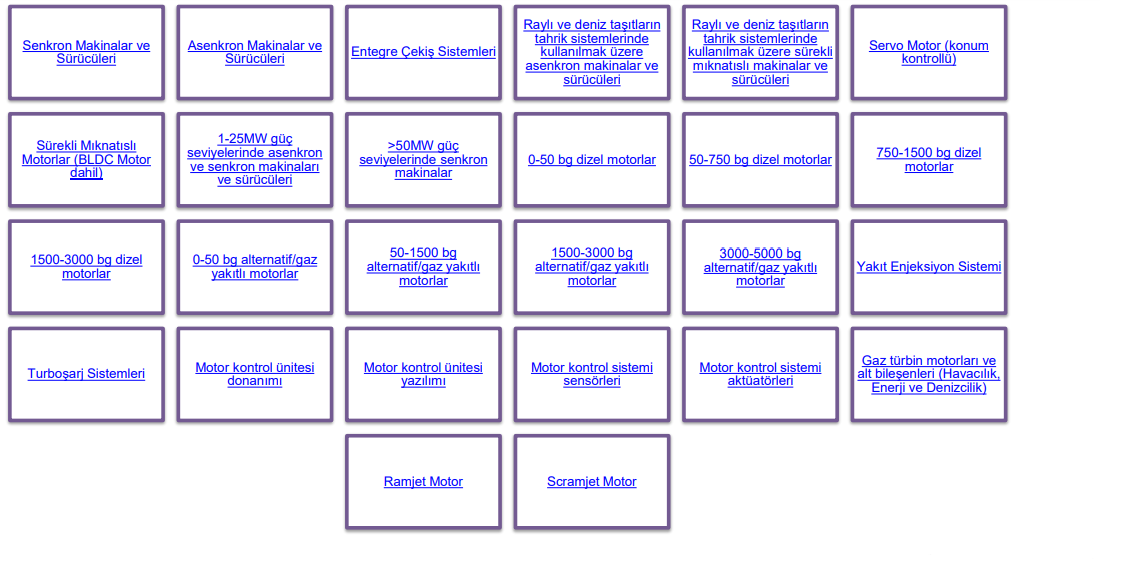 Senkron Makinalar ve
Sürücüleri
Asenkron Makinalar ve
Sürücüleri
Entegre Çekiş Sistemleri
Raylı ve deniz taşıtların
tahrik sistemlerinde
kullanılmak üzere
asenkron makinalar ve
sürücüleri
Raylı ve deniz taşıtların
tahrik sistemlerinde
kullanılmak üzere sürekli
mıknatıslı makinalar ve
sürücüleri
Servo Motor (konum
kontrollü)
Sürekli Mıknatıslı
Motorlar (BLDC Motor
dahil)
1-25MW güç
seviyelerinde asenkron
ve senkron makinaları
ve sürücüleri
>50MW güç
seviyelerinde senkron
makinalar
0-50 bg dizel motorlar
50-750 bg dizel motorlar
750-1500 bg dizel
motorlar
1500-3000 bg dizel
motorlar
0-50 bg alternatif/gaz
yakıtlı motorlar
50-1500 bg
alternatif/gaz yakıtlı
motorlar
1500-3000 bg
alternatif/gaz yakıtlı
motorlar
3000-5000 bg
alternatif/gaz yakıtlı
motorlar
Yakıt Enjeksiyon Sistemi
Turboşarj Sistemleri
Motor kontrol ünitesi
donanımı
Motor kontrol ünitesi
yazılımı
Motor kontrol sistemi
sensörleri
Motor kontrol sistemi
aktüatörleri
Gaz türbin motorları ve
alt bileşenleri (Havacılık,
Enerji ve Denizcilik)
Ramjet Motor
Scramjet Motor